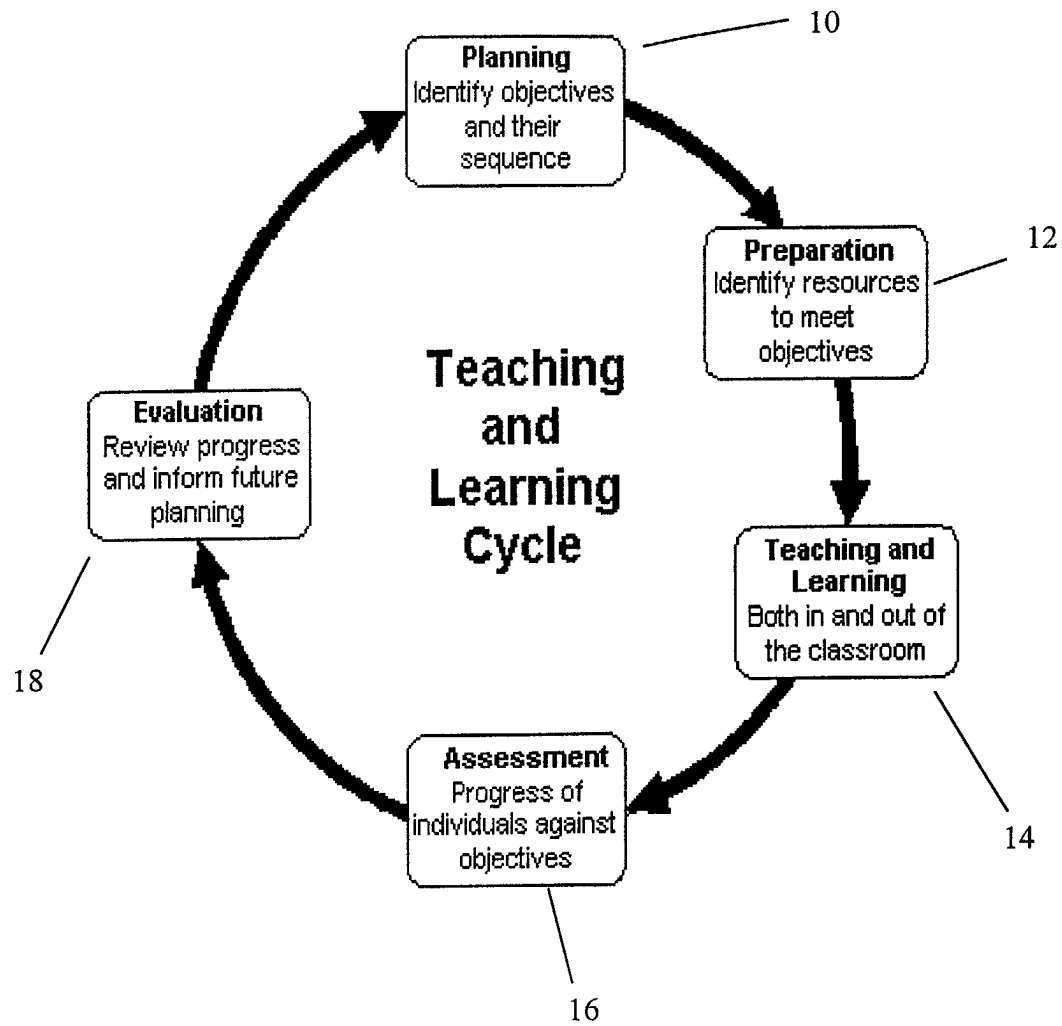 10
Planning
Identify objectives
and their
sequence
12
Preparation
Identify resources
to meet
objectives
Teaching
and
Learning
Cycle
Evaluation
Review progress
and inform future
planning
18
Teaching and
Learning
Both in and out of
the classroom
14
Assessment
Progress of
individuals against
objectives
16